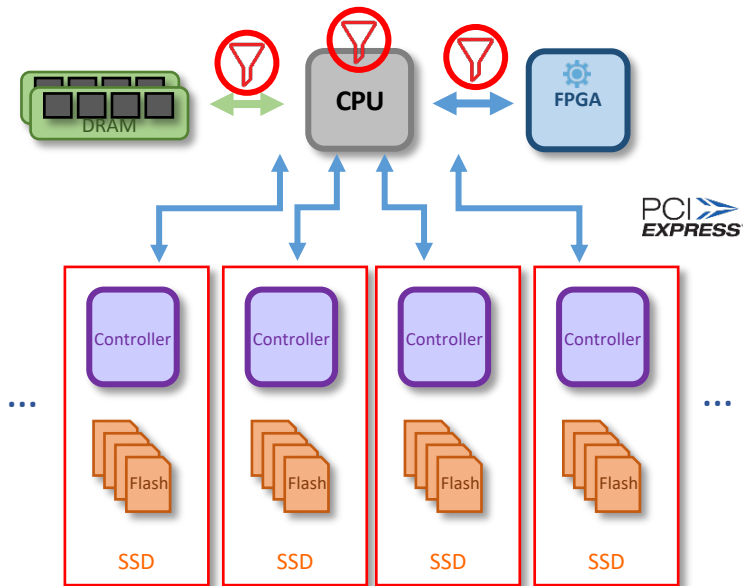 CPU
FPGA
DRAM
PCI
EXPRESS
Controller
Controller
Controller
Controller
...
...
Flash
Flash
Flash
Flash
SSD
SSD
SSD
SSD